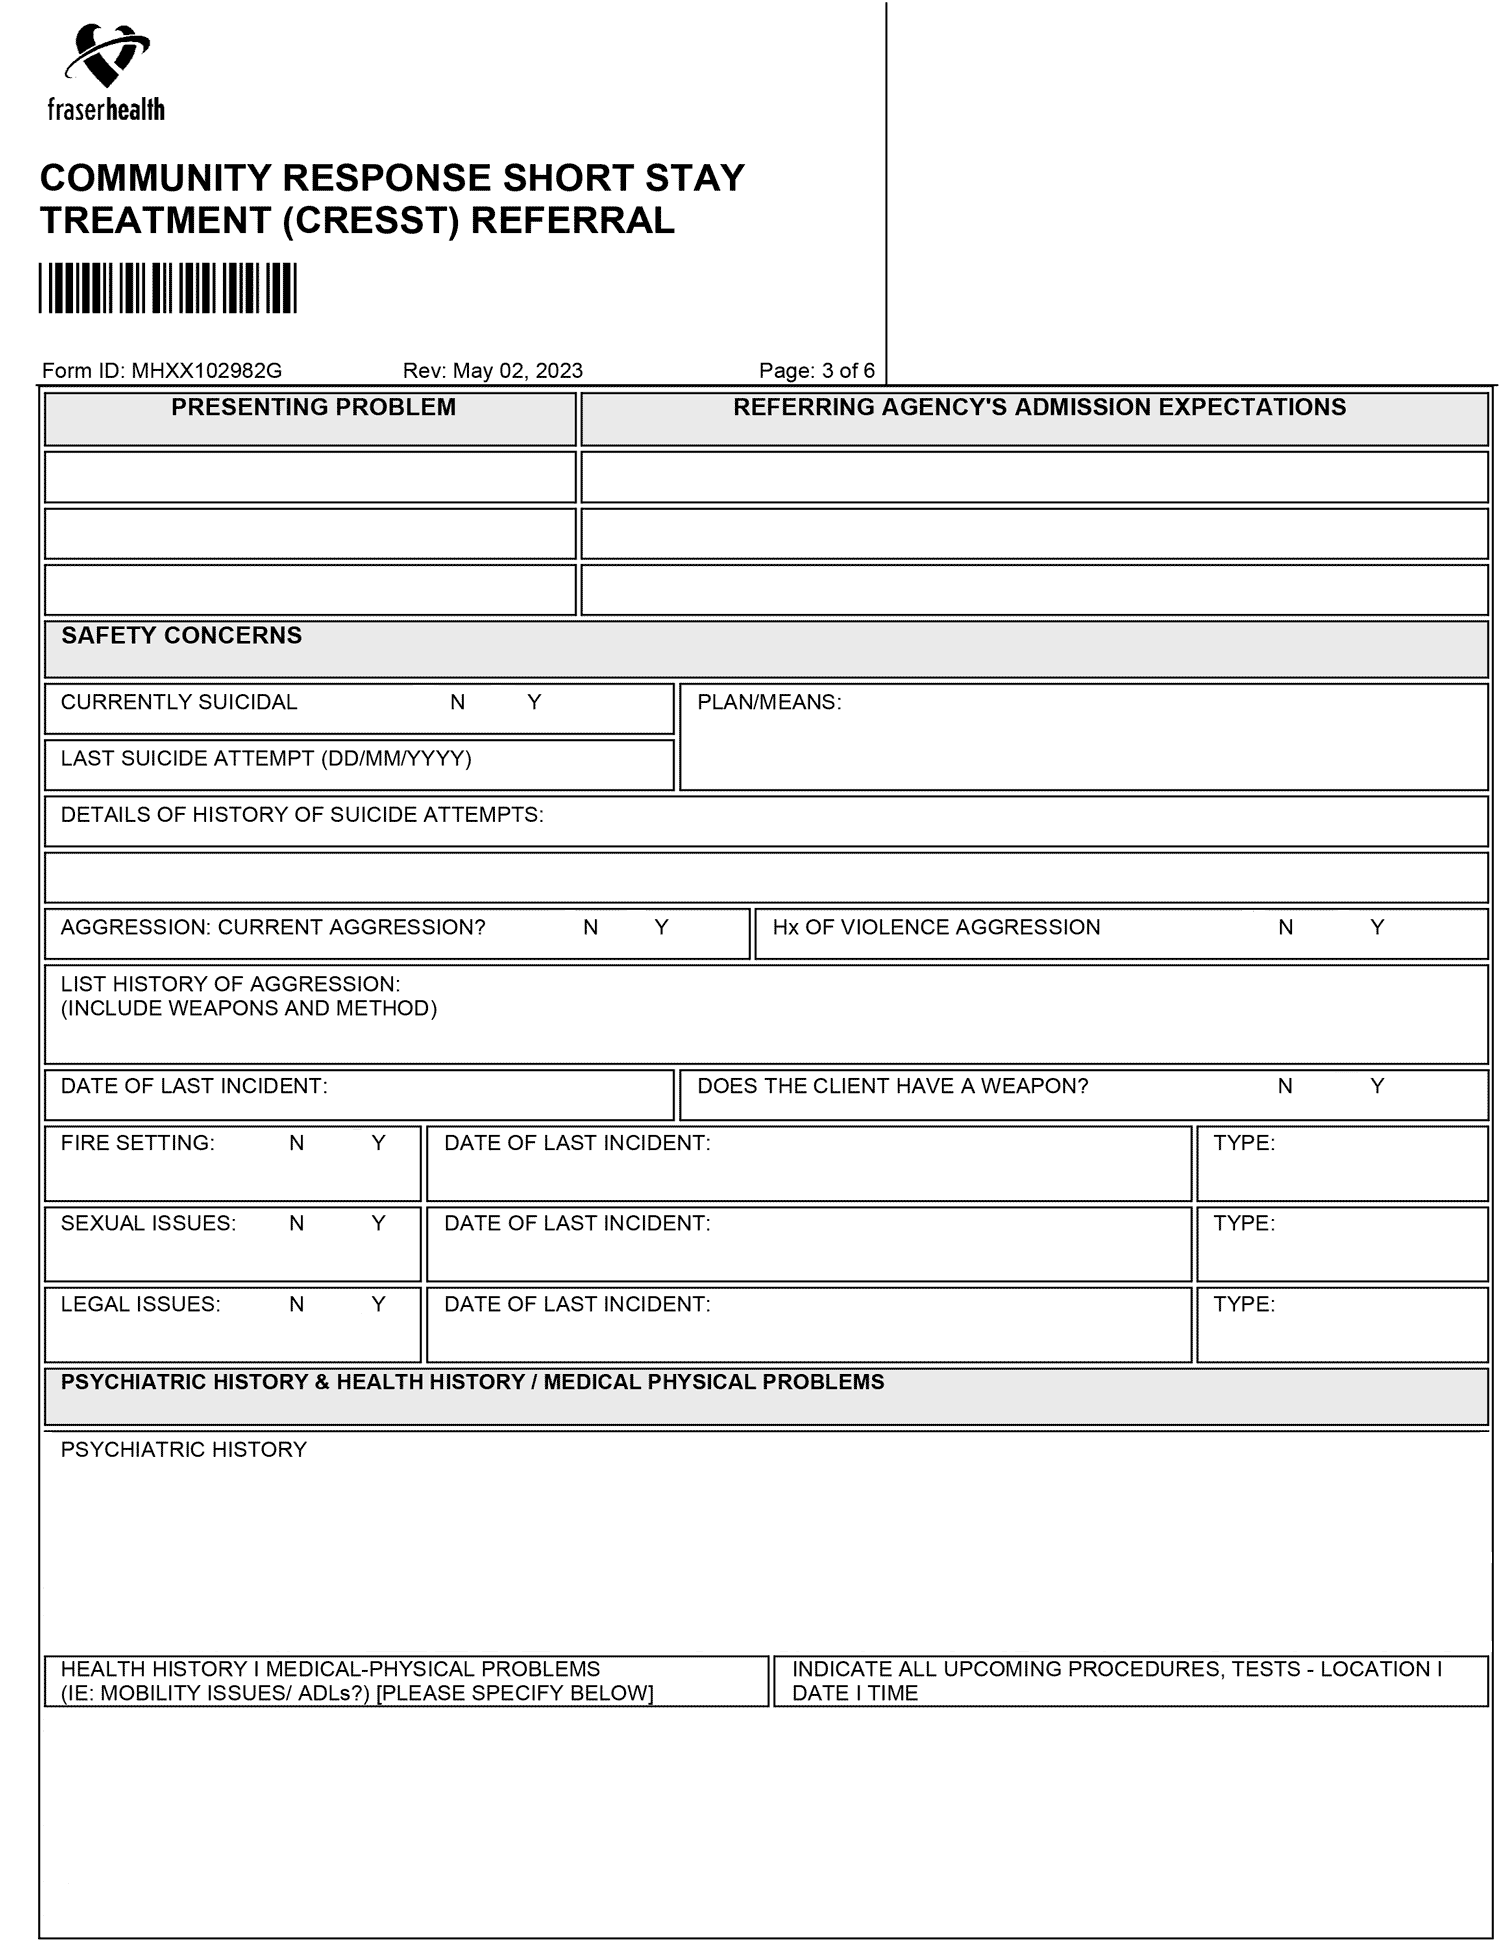 fraserhealth
COMMUNITY RESPONSE SHORT STAY
TREATMENT (CRESST) REFERRAL
Form ID: MHXX102982G Rev: May 02, 2023 Page: 3 of 6
PRESENTING PROBLEM REFERRING AGENCY'S ADMISSION EXPECTATIONS
SAFETY CONCERNS
CURRENTLY SUICIDAL N Y PLAN/MEANS:
LAST SUICIDE ATTEMPT (DD/MM/YYYY)
DETAILS OF HISTORY OF SUICIDE ATTEMPTS:
AGGRESSION: CURRENT AGGRESSION? N Y Hx OF VIOLENCE AGGRESSION N Y
LIST HISTORY OF AGGRESSION:
(INCLUDE WEAPONS AND METHOD)
DATE OF LAST INCIDENT: DOES THE CLIENT HAVE A WEAPON? N Y
FIRE SETTING: N Y DATE OF LAST INCIDENT: TYPE:
SEXUAL ISSUES: N Y DATE OF LAST INCIDENT: TYPE:
LEGAL ISSUES: N Y DATE OF LAST INCIDENT: TYPE:
PSYCHIATRIC HISTORY & HEALTH HISTORY / MEDICAL PHYSICAL PROBLEMS
PSYCHIATRIC HISTORY
HEALTH HISTORY I MEDICAL-PHYSICAL PROBLEMS
(IE: MOBILITY ISSUES/ ADLs?) [PLEASE SPECIFY BELOW]
INDICATE ALL UPCOMING PROCEDURES, TESTS - LOCATION I
DATE I TIME